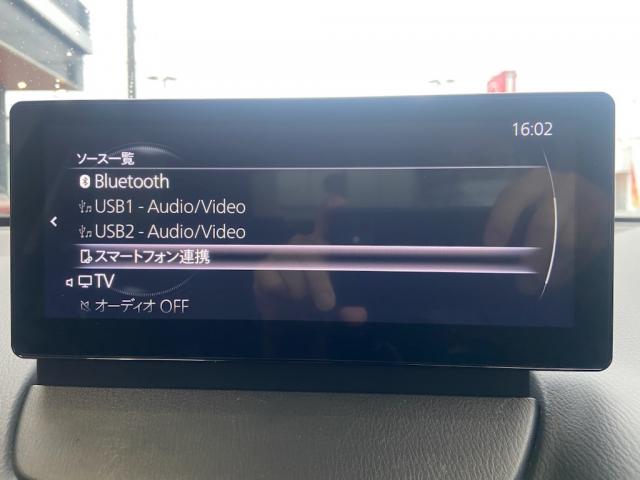 16:02
ソース一覧
Bluetooth
USB1 - Audio/Video
USB2 - Audio/Video
スマートフォン連携
TV
オーディオ OFF